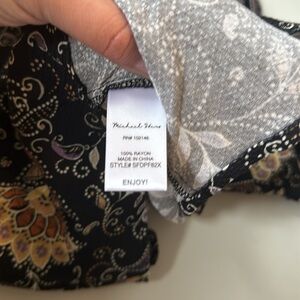 Michael Stars
RN# 102146
100% RAYON
MADE IN CHINA
STYLE# SFDPF82X
ENJOY!